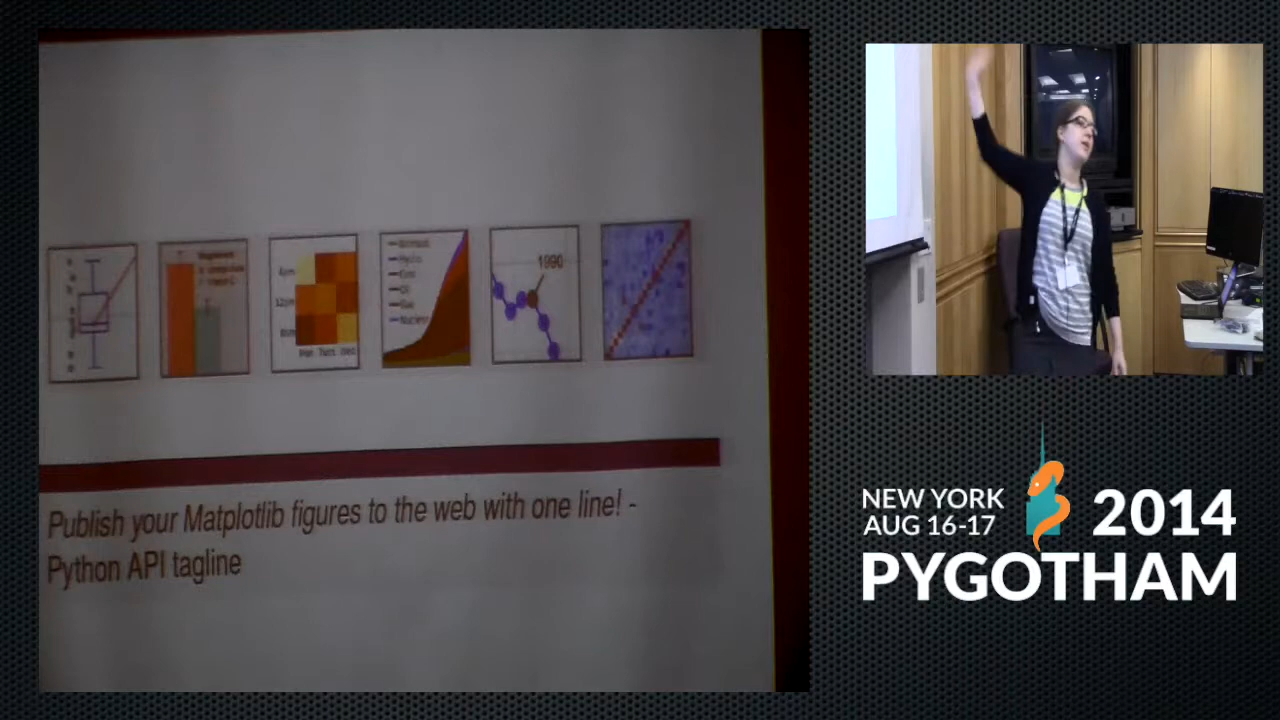 1990
Publish your Matplotlib figures to the web with one line! -
Python API tagline
NEW YORK
AUG 16-17
2014
PYGOTHAM